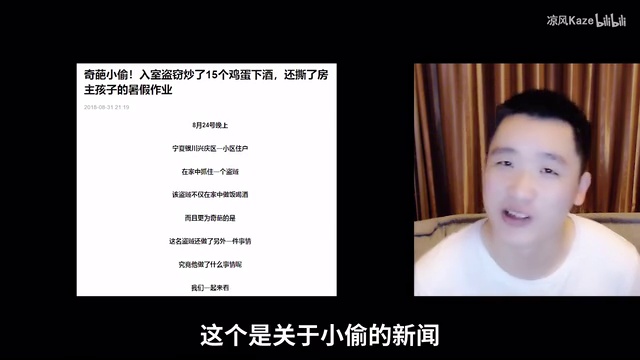 凉风Kaze bilibili
奇葩小偷！入室盗窃炒了15个鸡蛋下酒，还撕了房
主孩子的暑假作业
2018-08-31 21:19
8月24号晚上
宁夏银川兴庆区一小区住户
在家中抓住一个盗贼
该盗贼不仅在家中做饭喝酒
而且更为奇葩的是
这名盗贼还做了另外一件事情
究竟他做了什么事情呢
我们一起来看
这个是关于小偷的新闻